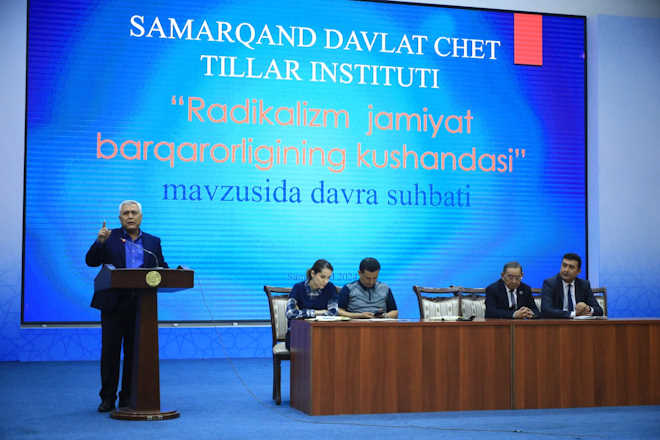 SAMARQAND DAVLAT CHET
TILLAR INSTITUTI
“Radikalizm jamiyat
barqarorligining kushandasi"
mavzusida davra suhbati